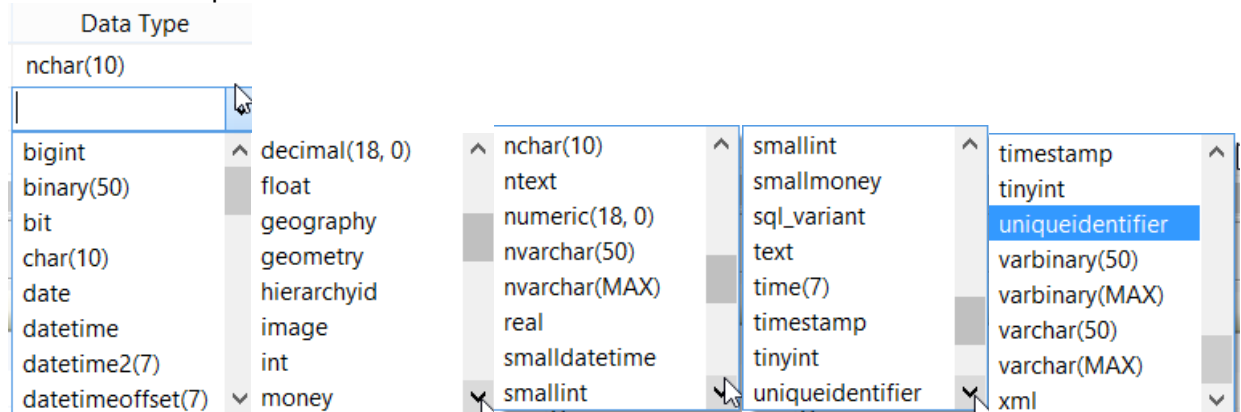 Data Type
nchar(10)
bigint
binary(50)
bit
char(10)
date
datetime
datetime2(7)
datetimeoffset(7)
decimal(18, 0)
float
geography
geometry
hierarchyid
image
int
money
nchar(10)
ntext
numeric(18, 0)
nvarchar(50)
nvarchar(MAX)
real
smalldatetime
smallint
smallint
smallmoney
sql_variant
text
time(7)
timestamp
tinyint
uniqueidentifier
timestamp
tinyint
uniqueidentifier
varbinary(50)
varbinary(MAX)
varchar(50)
varchar(MAX)
xml